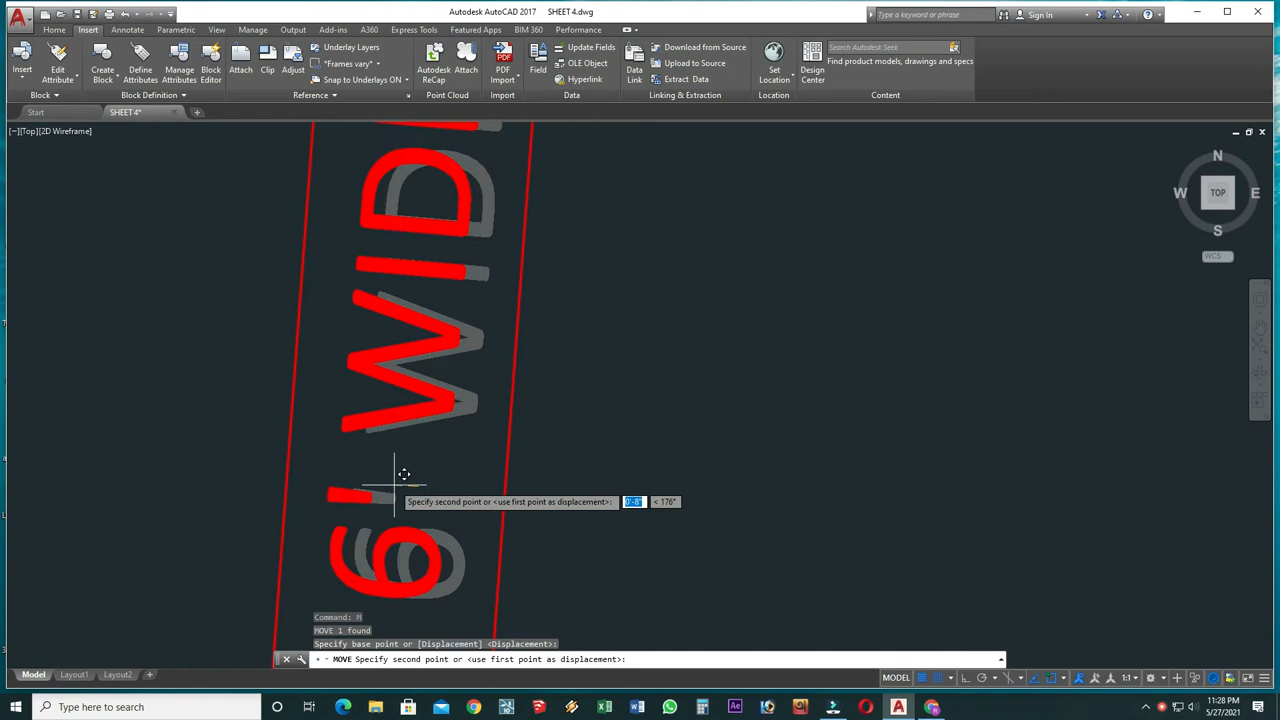 Autodesk AutoCAD 2017 SHEET 4.dwg
Type a keyword or phrase
Sign In
Home Insert Annotate Parametric View Manage Output Add-ins A360 Express Tools Featured Apps BIM 360 Performance
Insert
Edit Attribute
Block
Create Block
Define Attributes
Manage Attributes
Block Editor
Block Definition
Attach
Clip
Adjust
Underlay Layers
*Frames vary*
Snap to Underlays ON
Reference
Autodesk ReCap
Attach
Point Cloud
PDF
PDF Import
Import
Field
Update Fields
OLE Object
Hyperlink
Data
Data Link
Download from Source
Upload to Source
Extract Data
Linking & Extraction
Set Location
Location
Design Center
Search Autodesk Seek
Find product models, drawings and specs
Content
Start SHEET 4*
[−][Top][2D Wireframe]
N
W TOP E
S
WCS
6' WID
Specify second point or <use first point as displacement>: 0'-8" < 176°
Command: M
MOVE 1 found
Specify base point or [Displacement] <Displacement>:
MOVE Specify second point or <use first point as displacement>:
Model Layout1 Layout2 +
MODEL 1:1
Type here to search
11:28 PM
5/27/2021